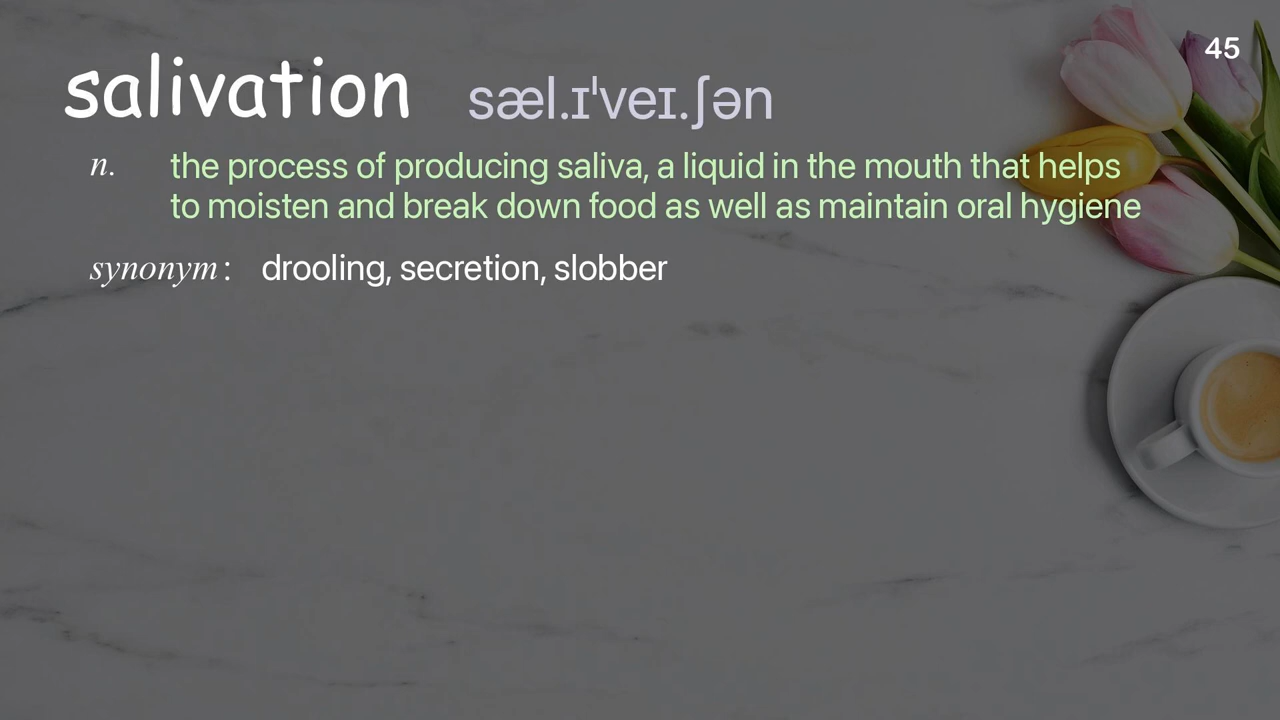 45
salivation sæl.ɪˈveɪ.ʃən
n. the process of producing saliva, a liquid in the mouth that helps
to moisten and break down food as well as maintain oral hygiene
synonym: drooling, secretion, slobber